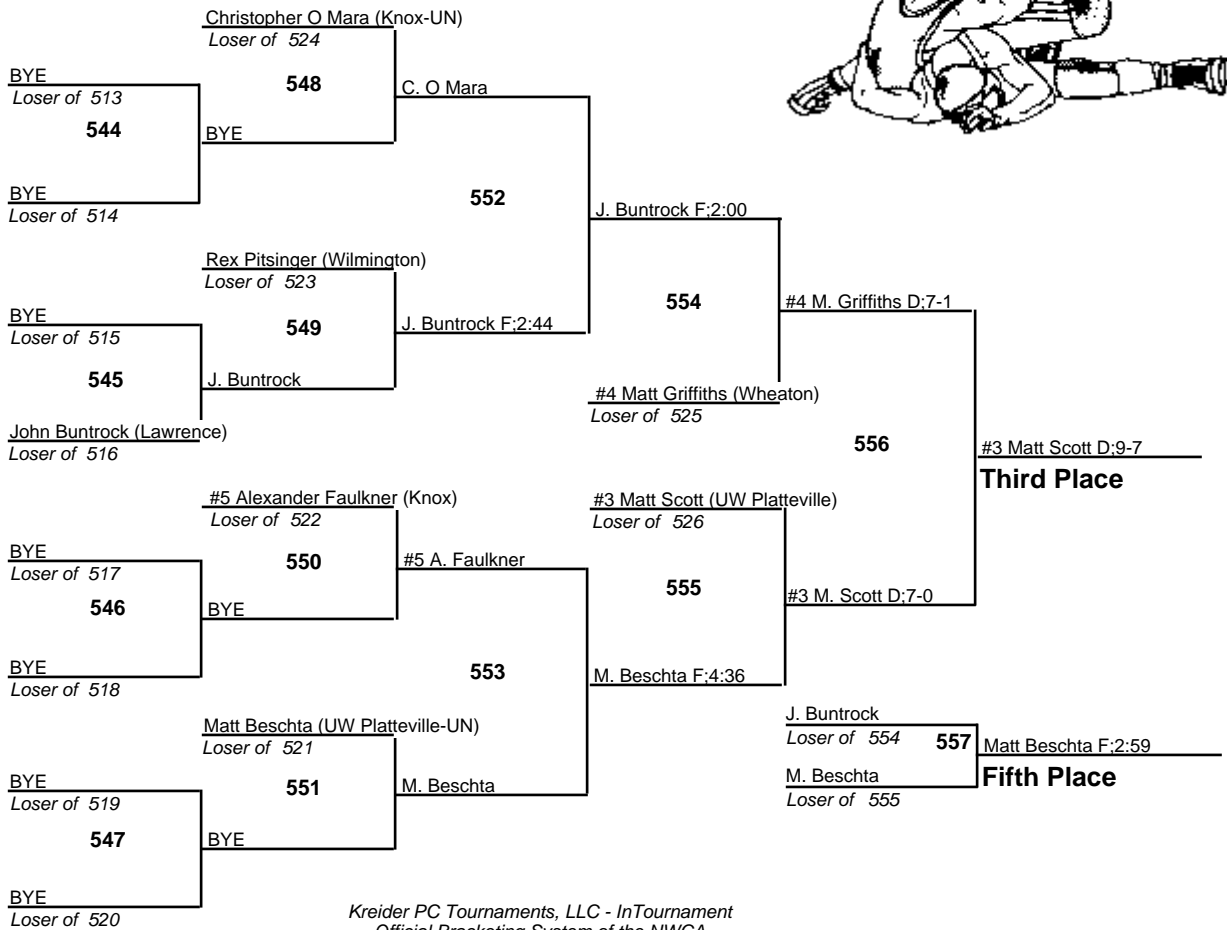 Christopher O Mara (Knox-UN)
Loser of 524
BYE
548
C. O Mara
Loser of 513
544
BYE
BYE
552
Loser of 514
J. Buntrock F;2:00
Rex Pitsinger (Wilmington)
Loser of 523
554
#4 M. Griffiths D;7-1
BYE
549
J. Buntrock F;2:44
Loser of 515
545
J. Buntrock
#4 Matt Griffiths (Wheaton)
Loser of 525
John Buntrock (Lawrence)
556
#3 Matt Scott D;9-7
Loser of 516
Third Place
#5 Alexander Faulkner (Knox)
#3 Matt Scott (UW Platteville)
Loser of 522
Loser of 526
BYE
550
#5 A. Faulkner
Loser of 517
555
#3 M. Scott D;7-0
546
BYE
BYE
553
M. Beschta F;4:36
Loser of 518
J. Buntrock
Matt Beschta (UW Platteville-UN)
Loser of 554
557
Matt Beschta F;2:59
Loser of 521
BYE
551
M. Beschta
M. Beschta
Fifth Place
Loser of 519
Loser of 555
547
BYE
BYE
Loser of 520
Kreider PC Tournaments, LLC - InTournament
Official Bracketing System of the NWCA